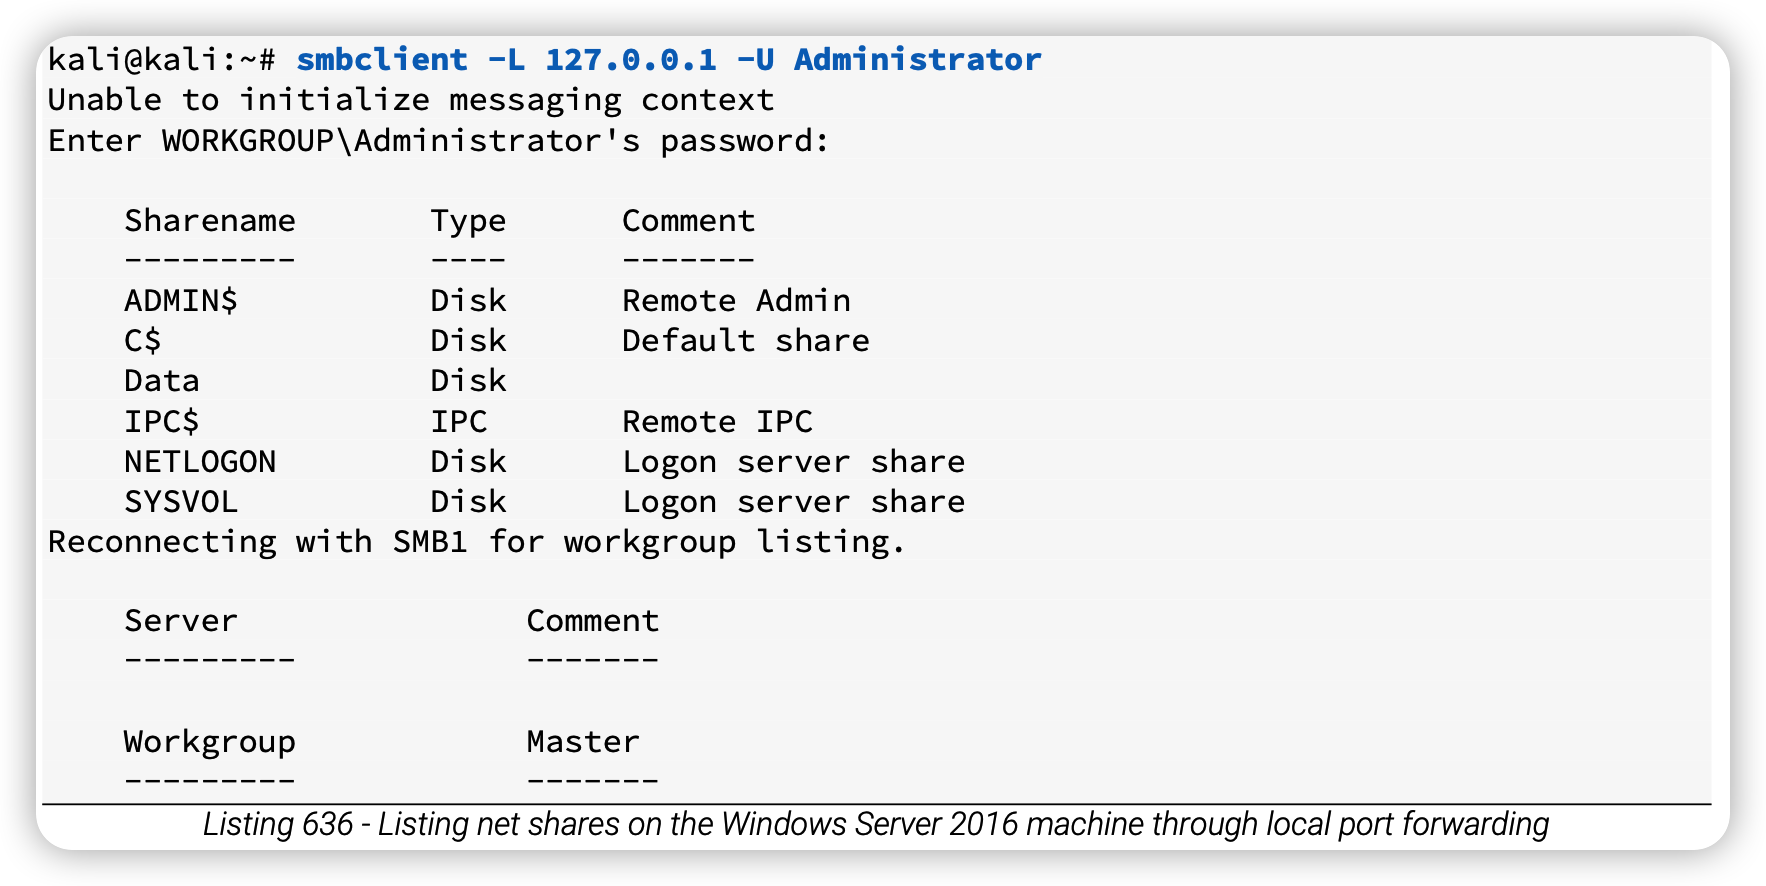 kali@kali:~# smbclient -L 127.0.0.1 -U Administrator
Unable to initialize messaging context
Enter WORKGROUP\Administrator's password:
Sharename Type Comment
--------- ---- -------
ADMIN$ Disk Remote Admin
C$ Disk Default share
Data Disk
IPC$ IPC Remote IPC
NETLOGON Disk Logon server share
SYSVOL Disk Logon server share
Reconnecting with SMB1 for workgroup listing.
Server Comment
--------- -------
Workgroup Master
--------- -------
Listing 636 - Listing net shares on the Windows Server 2016 machine through local port forwarding